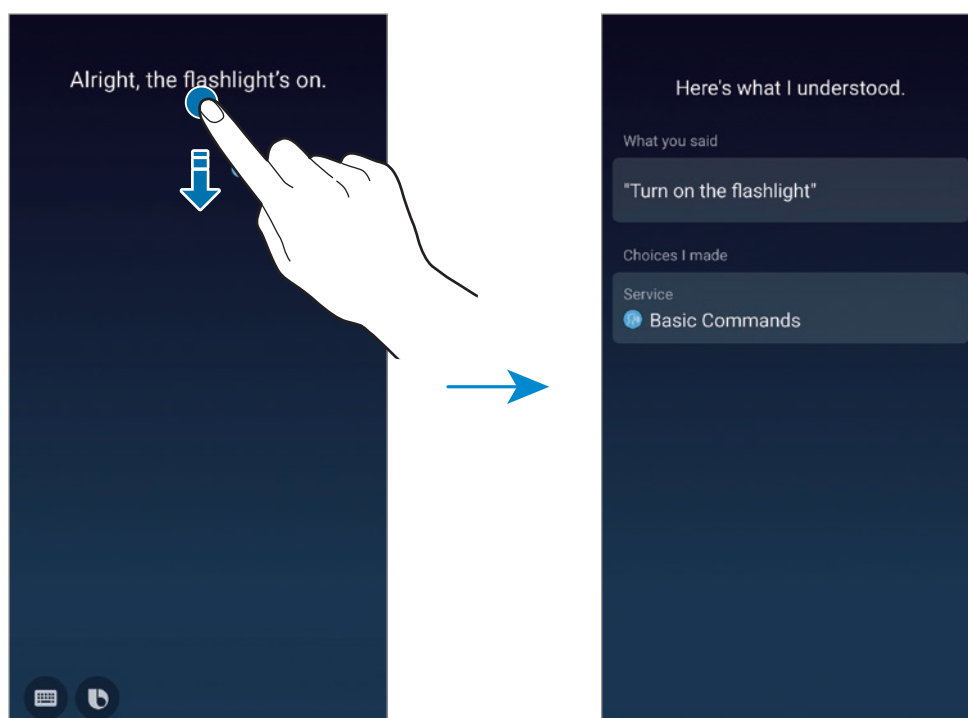 Alright, the flashlight's on.
Here's what I understood.
What you said
"Turn on the flashlight"
Choices I made
Service
Basic Commands